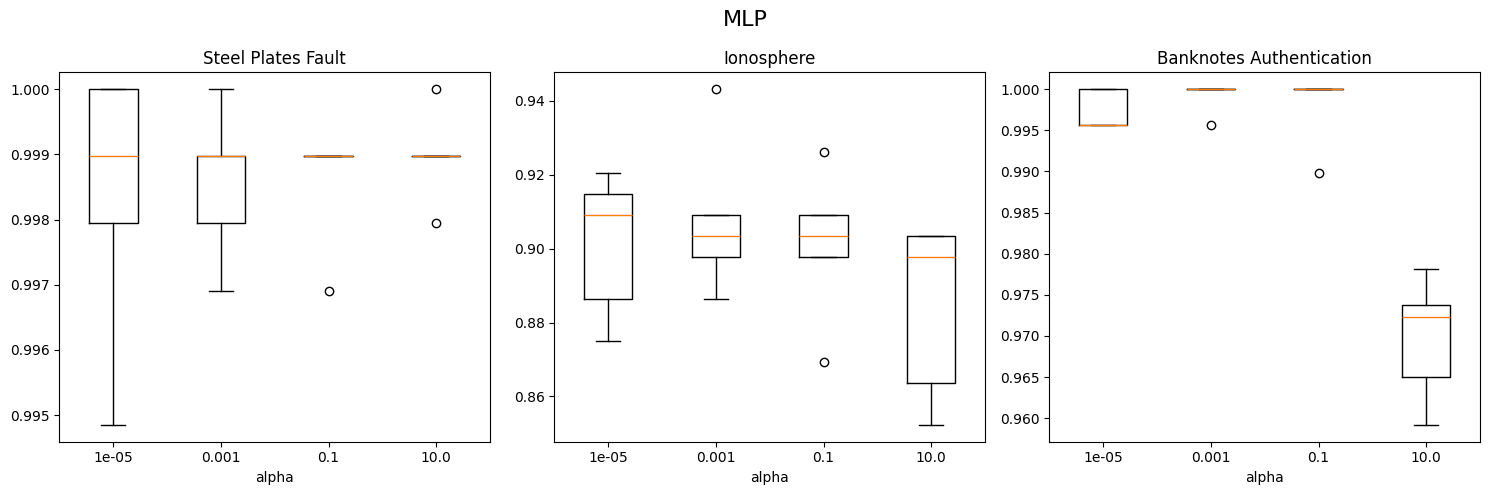 MLP
Steel Plates Fault
1.000
0.999
0.998
0.997
0.996
0.995
1e-05 0.001 0.1 10.0
alpha
Ionosphere
0.94
0.92
0.90
0.88
0.86
1e-05 0.001 0.1 10.0
alpha
Banknotes Authentication
1.000
0.995
0.990
0.985
0.980
0.975
0.970
0.965
0.960
1e-05 0.001 0.1 10.0
alpha